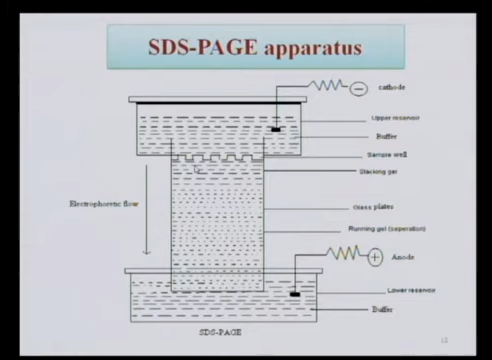 SDS-PAGE apparatus
cathode
Upper reservoir
Buffer
Sample well
Stacking gel
Electrophoretic flow
Glass plates
Running gel (seperation)
Anode
Lower reservoir
Buffer
SDS-PAGE